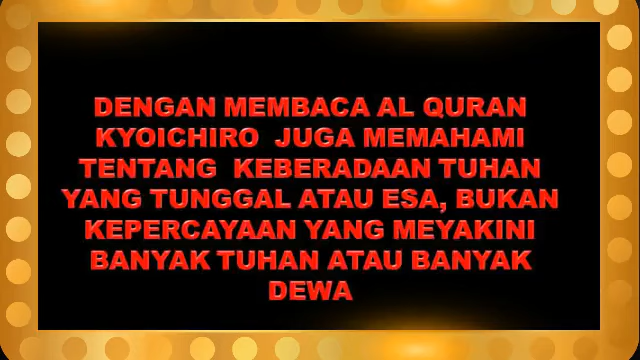 DENGAN MEMBACA AL QURAN
KYOICHIRO JUGA MEMAHAMI
TENTANG KEBERADAAN TUHAN
YANG TUNGGAL ATAU ESA, BUKAN
KEPERCAYAAN YANG MEYAKINI
BANYAK TUHAN ATAU BANYAK
DEWA